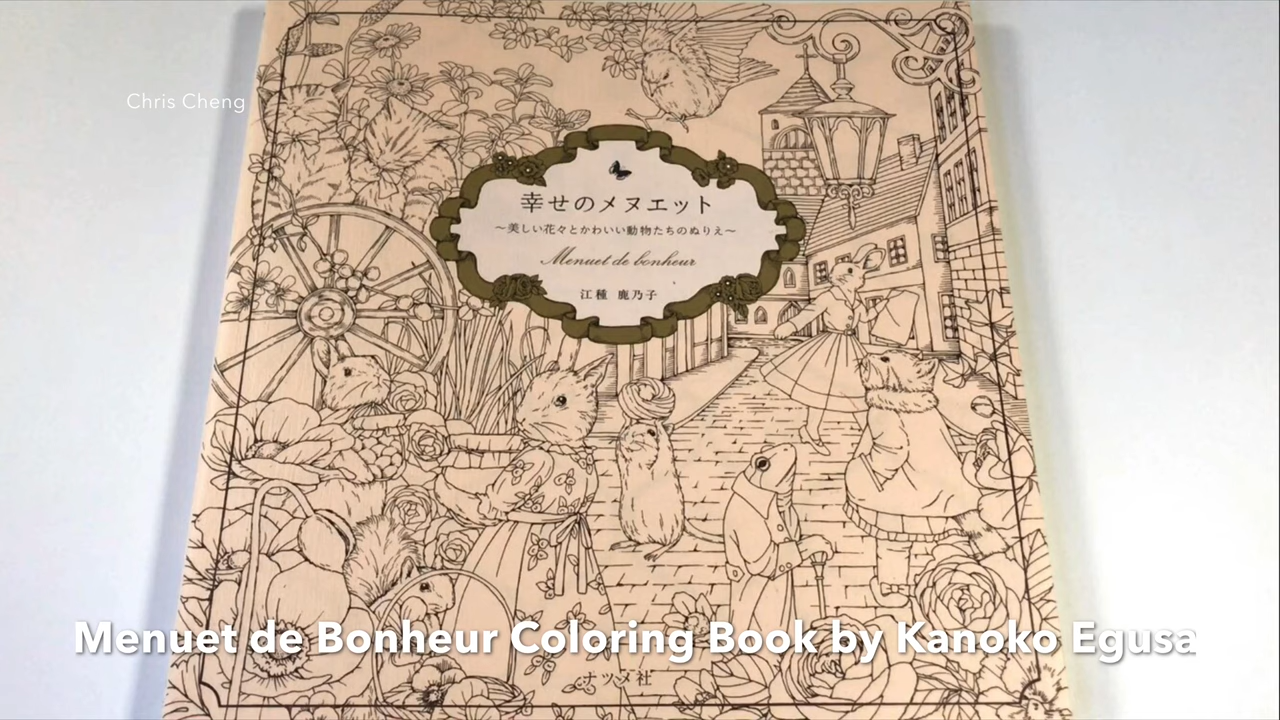 Chris Cheng
幸せのメヌエット
～美しい花々とかわいい動物たちのぬりえ～
Menuet de bonheur
江種 鹿乃子
Menuet de Bonheur Coloring Book by Kanoko Egusa
ナツメ社